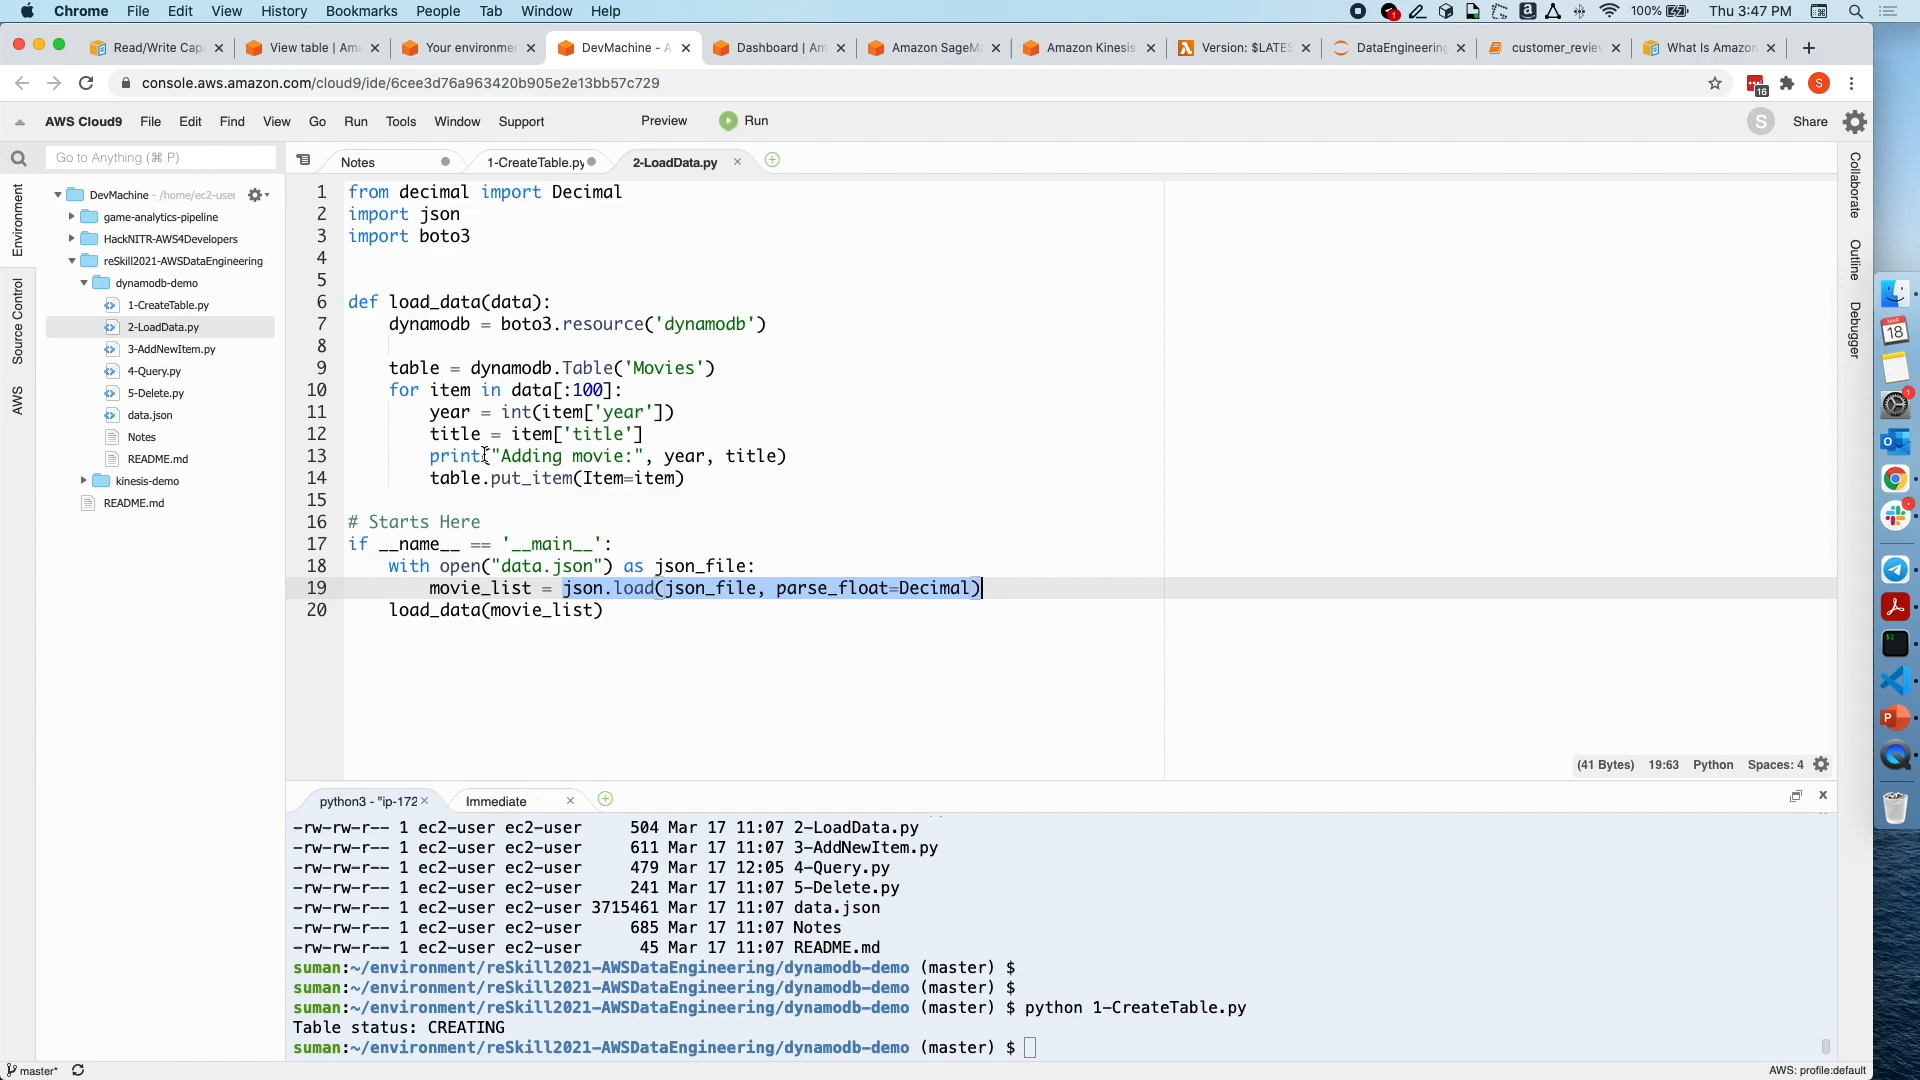 Chrome File Edit View History Bookmarks People Tab Window Help
1 100% Thu 3:47 PM
Read/Write Cap
View table | Am
Your environme
DevMachine - A
Dashboard | Am
Amazon SageMa
Amazon Kinesis
Version: $LATES
DataEngineering
customer_review
What Is Amazon
console.aws.amazon.com/cloud9/ide/6cee3d76a963420b905e2e13bb57c729
16 S
AWS Cloud9 File Edit Find View Go Run Tools Window Support Preview Run S Share
Go to Anything (⌘ P)
Notes 1-CreateTable.py 2-LoadData.py
Environment
Source Control
AWS
DevMachine - /home/ec2-user
game-analytics-pipeline
HackNITR-AWS4Developers
reSkill2021-AWSDataEngineering
dynamodb-demo
1-CreateTable.py
2-LoadData.py
3-AddNewItem.py
4-Query.py
5-Delete.py
data.json
Notes
README.md
kinesis-demo
README.md
1 from decimal import Decimal
2 import json
3 import boto3
4
5
6 def load_data(data):
7 dynamodb = boto3.resource('dynamodb')
8
9 table = dynamodb.Table('Movies')
10 for item in data[:100]:
11 year = int(item['year'])
12 title = item['title']
13 print("Adding movie:", year, title)
14 table.put_item(Item=item)
15
16 # Starts Here
17 if __name__ == '__main__':
18 with open("data.json") as json_file:
19 movie_list = json.load(json_file, parse_float=Decimal)
20 load_data(movie_list)
(41 Bytes) 19:63 Python Spaces: 4
Collaborate
Outline
Debugger
MAR
18
1
python3 - "ip-172 Immediate
-rw-rw-r-- 1 ec2-user ec2-user 504 Mar 17 11:07 2-LoadData.py
-rw-rw-r-- 1 ec2-user ec2-user 611 Mar 17 11:07 3-AddNewItem.py
-rw-rw-r-- 1 ec2-user ec2-user 479 Mar 17 12:05 4-Query.py
-rw-rw-r-- 1 ec2-user ec2-user 241 Mar 17 11:07 5-Delete.py
-rw-rw-r-- 1 ec2-user ec2-user 3715461 Mar 17 11:07 data.json
-rw-rw-r-- 1 ec2-user ec2-user 685 Mar 17 11:07 Notes
-rw-rw-r-- 1 ec2-user ec2-user 45 Mar 17 11:07 README.md
suman:~/environment/reSkill2021-AWSDataEngineering/dynamodb-demo (master) $
suman:~/environment/reSkill2021-AWSDataEngineering/dynamodb-demo (master) $
suman:~/environment/reSkill2021-AWSDataEngineering/dynamodb-demo (master) $ python 1-CreateTable.py
Table status: CREATING
suman:~/environment/reSkill2021-AWSDataEngineering/dynamodb-demo (master) $
master* AWS: profile:default